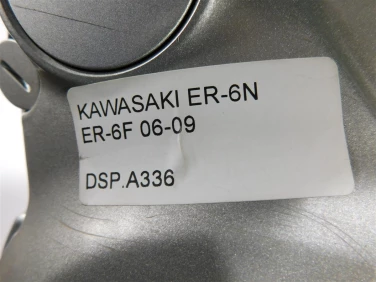 KAWASAKI ER-6N
ER-6F 06-09
DSP.A336